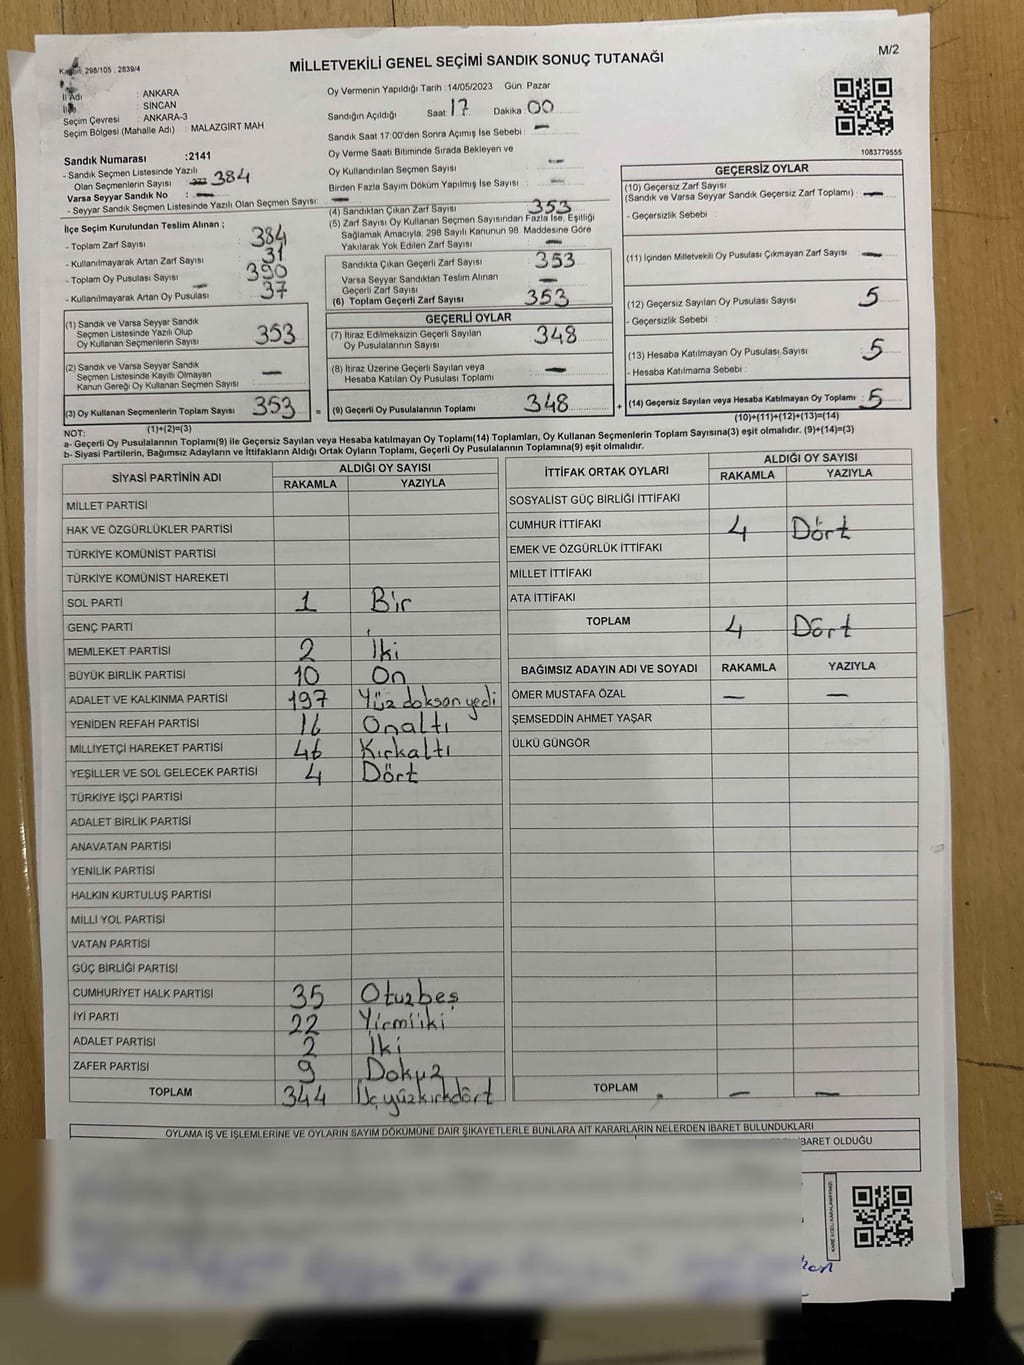 Kanun: 298/105 , 2839/4
MİLLETVEKİLİ GENEL SEÇİMİ SANDIK SONUÇ TUTANAĞI
M/2
İl Adı : ANKARA
: SİNCAN
Seçim Çevresi : ANKARA-3
Seçim Bölgesi (Mahalle Adı) : MALAZGİRT MAH
Oy Vermenin Yapıldığı Tarih : 14/05/2023 Gün: Pazar
Sandığın Açıldığı Saat: 17 Dakika: 00
Sandık Saat 17:00'den Sonra Açımış İse Sebebi : —
Oy Verme Saati Bitiminde Sırada Bekleyen ve
Oy Kullandırılan Seçmen Sayısı —
Birden Fazla Sayım Döküm Yapılmış İse Sayısı —
1083779555
Sandık Numarası :2141
- Sandık Seçmen Listesinde Yazılı
Olan Seçmenlerin Sayısı : 384
Varsa Seyyar Sandık No : —
- Seyyar Sandık Seçmen Listesinde Yazılı Olan Seçmen Sayısı: —
İlçe Seçim Kurulundan Teslim Alınan ;
- Toplam Zarf Sayısı : 384
- Kullanılmayarak Artan Zarf Sayısı : 31
- Toplam Oy Pusulası Sayısı : 390
- Kullanılmayarak Artan Oy Pusulası : 37
(1) Sandık ve Varsa Seyyar Sandık
Seçmen Listesinde Yazılı Olup
Oy Kullanan Seçmenlerin Sayısı : 353
(2) Sandık ve Varsa Seyyar Sandık
Seçmen Listesinde Kayıtlı Olmayan
Kanun Gereği Oy Kullanan Seçmen Sayısı —
(3) Oy Kullanan Seçmenlerin Toplam Sayısı 353
(4) Sandıktan Çıkan Zarf Sayısı 353
(5) Zarf Sayısı Oy Kullanan Seçmen Sayısından Fazla İse, Eşitliği
Sağlamak Amacıyla, 298 Sayılı Kanunun 98. Maddesine Göre
Yakılarak Yok Edilen Zarf Sayısı —
Sandıkta Çıkan Geçerli Zarf Sayısı 353
Varsa Seyyar Sandıktan Teslim Alınan
Geçerli Zarf Sayısı —
(6) Toplam Geçerli Zarf Sayısı 353
GEÇERLİ OYLAR
(7) İtiraz Edilmeksizin Geçerli Sayılan
Oy Pusulalarının Sayısı 348
(8) İtiraz Üzerine Geçerli Sayılan veya
Hesaba Katılan Oy Pusulası Toplamı —
= (9) Geçerli Oy Pusulalarının Toplamı 348
GEÇERSİZ OYLAR
(10) Geçersiz Zarf Sayısı
(Sandık ve Varsa Seyyar Sandık Geçersiz Zarf Toplamı) : —
- Geçersizlik Sebebi :
(11) İçinden Milletvekili Oy Pusulası Çıkmayan Zarf Sayısı —
(12) Geçersiz Sayılan Oy Pusulası Sayısı 5
- Geçersizlik Sebebi :
(13) Hesaba Katılmayan Oy Pusulası Sayısı 5
- Hesaba Katılmama Sebebi :
+ (14) Geçersiz Sayılan veya Hesaba Katılmayan Oy Toplamı : 5
NOT: (1)+(2)=(3)
(10)+(11)+(12)+(13)=(14)
a- Geçerli Oy Pusulalarının Toplamı(9) ile Geçersiz Sayılan veya Hesaba katılmayan Oy Toplamı(14) Toplamları, Oy Kullanan Seçmenlerin Toplam Sayısına(3) eşit olmalıdır. (9)+(14)=(3)
b- Siyasi Partilerin, Bağımsız Adayların ve İttifakların Aldığı Ortak Oyların Toplamı, Geçerli Oy Pusulalarının Toplamına(9) eşit olmalıdır.
SİYASİ PARTİNİN ADI ALDIĞI OY SAYISI
RAKAMLA YAZIYLA
MİLLET PARTİSİ
HAK VE ÖZGÜRLÜKLER PARTİSİ
TÜRKİYE KOMÜNİST PARTİSİ
TÜRKİYE KOMÜNİST HAREKETİ
SOL PARTİ 1 Bir
GENÇ PARTİ
MEMLEKET PARTİSİ 2 İki
BÜYÜK BİRLİK PARTİSİ 10 On
ADALET VE KALKINMA PARTİSİ 197 Yüz doksan yedi
YENİDEN REFAH PARTİSİ 16 Onaltı
MİLLİYETÇİ HAREKET PARTİSİ 46 Kırkaltı
YEŞİLLER VE SOL GELECEK PARTİSİ 4 Dört
TÜRKİYE İŞÇİ PARTİSİ
ADALET BİRLİK PARTİSİ
ANAVATAN PARTİSİ
YENİLİK PARTİSİ
HALKIN KURTULUŞ PARTİSİ
MİLLİ YOL PARTİSİ
VATAN PARTİSİ
GÜÇ BİRLİĞİ PARTİSİ
CUMHURİYET HALK PARTİSİ 35 Otuzbeş
İYİ PARTİ 22 Yirmiiki
ADALET PARTİSİ 2 İki
ZAFER PARTİSİ 9 Dokuz
TOPLAM 344 Üç yüzkırkdört
İTTİFAK ORTAK OYLARI ALDIĞI OY SAYISI
RAKAMLA YAZIYLA
SOSYALİST GÜÇ BİRLİĞİ İTTİFAKI
CUMHUR İTTİFAKI 4 Dört
EMEK VE ÖZGÜRLÜK İTTİFAKI
MİLLET İTTİFAKI
ATA İTTİFAKI
TOPLAM 4 Dört
BAĞIMSIZ ADAYIN ADI VE SOYADI RAKAMLA YAZIYLA
ÖMER MUSTAFA ÖZAL — —
ŞEMSEDDİN AHMET YAŞAR
ÜLKÜ GÜNGÖR
TOPLAM — —
OYLAMA İŞ VE İŞLEMLERİNE VE OYLARIN SAYIM DÖKÜMÜNE DAİR ŞİKAYETLERLE BUNLARA AİT KARARLARIN NELERDEN İBARET BULUNDUKLARI
İBARET OLDUĞU